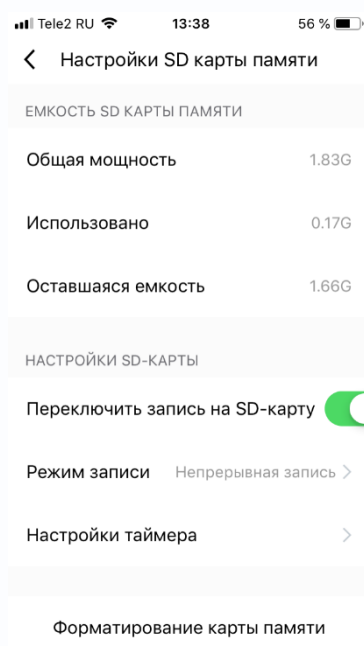 Tele2 RU 13:38 56 %
Настройки SD карты памяти
ЕМКОСТЬ SD КАРТЫ ПАМЯТИ
Общая мощность 1.83G
Использовано 0.17G
Оставшаяся емкость 1.66G
НАСТРОЙКИ SD-КАРТЫ
Переключить запись на SD-карту
Режим записи Непрерывная запись
Настройки таймера
Форматирование карты памяти